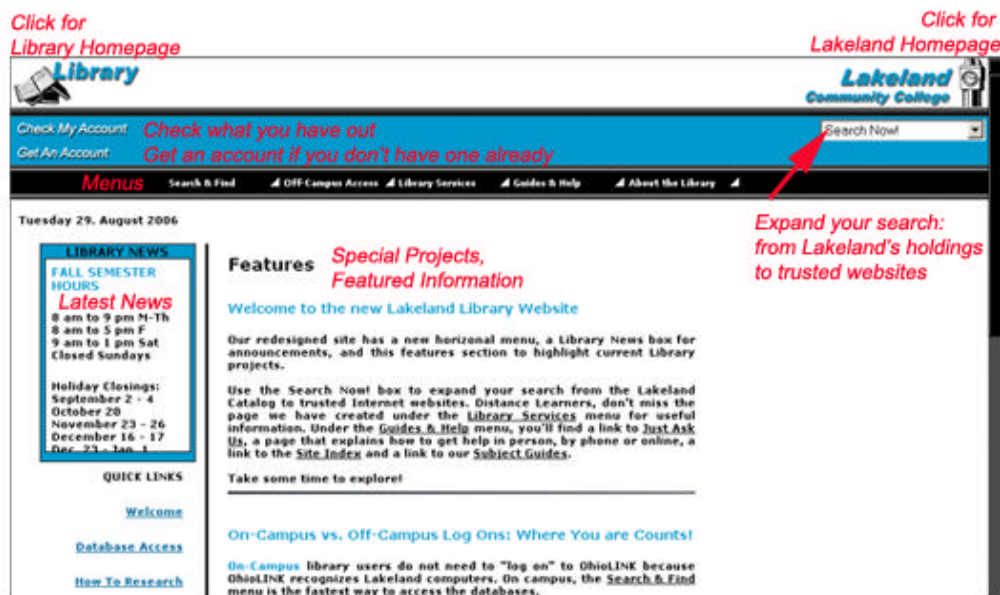 Click for
Library Homepage
Click for
Lakeland Homepage
Library
Lakeland
Community College
Check My Account Check what you have out
Get An Account Get an account if you don't have one already
Search Now!
Menus Search & Find Off-Campus Access Library Services Guides & Help About the Library
Expand your search:
from Lakeland's holdings
to trusted websites
Tuesday 29. August 2006
LIBRARY NEWS
FALL SEMESTER
HOURS
Latest News
8 am to 9 pm M-Th
8 am to 5 pm F
9 am to 1 pm Sat
Closed Sundays
Holiday Closings:
September 2 - 4
October 20
November 23 - 26
December 16 - 17
Dec. 23 - Jan. 1
QUICK LINKS
Welcome
Database Access
How To Research
Features
Special Projects,
Featured Information
Welcome to the new Lakeland Library Website
Our redesigned site has a new horizonal menu, a Library News box for
announcements, and this features section to highlight current Library
projects.
Use the Search Now! box to expand your search from the Lakeland
Catalog to trusted Internet websites. Distance Learners, don't miss the
page we have created under the Library Services menu for useful
information. Under the Guides & Help menu, you'll find a link to Just Ask
Us, a page that explains how to get help in person, by phone or online, a
link to the Site Index and a link to our Subject Guides.
Take some time to explore!
On-Campus vs. Off-Campus Log Ons: Where You are Counts!
On-Campus library users do not need to "log on" to OhioLINK because
OhioLINK recognizes Lakeland computers. On campus, the Search & Find
menu is the fastest way to access the databases.